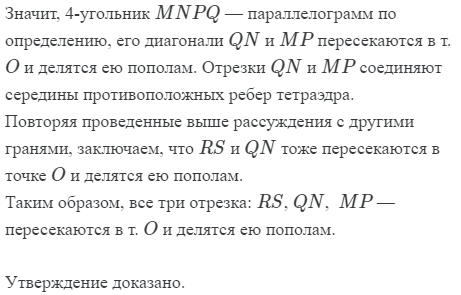 Значит, 4-угольник MNPQ — параллелограмм по
определению, его диагонали QN и MP пересекаются в т.
O и делятся ею пополам. Отрезки QN и MP соединяют
середины противоположных ребер тетраэдра.
Повторяя проведенные выше рассуждения с другими
гранями, заключаем, что RS и QN тоже пересекаются в
точке O и делятся ею пополам.
Таким образом, все три отрезка: RS, QN, MP —
пересекаются в т. O и делятся ею пополам.
Утверждение доказано.